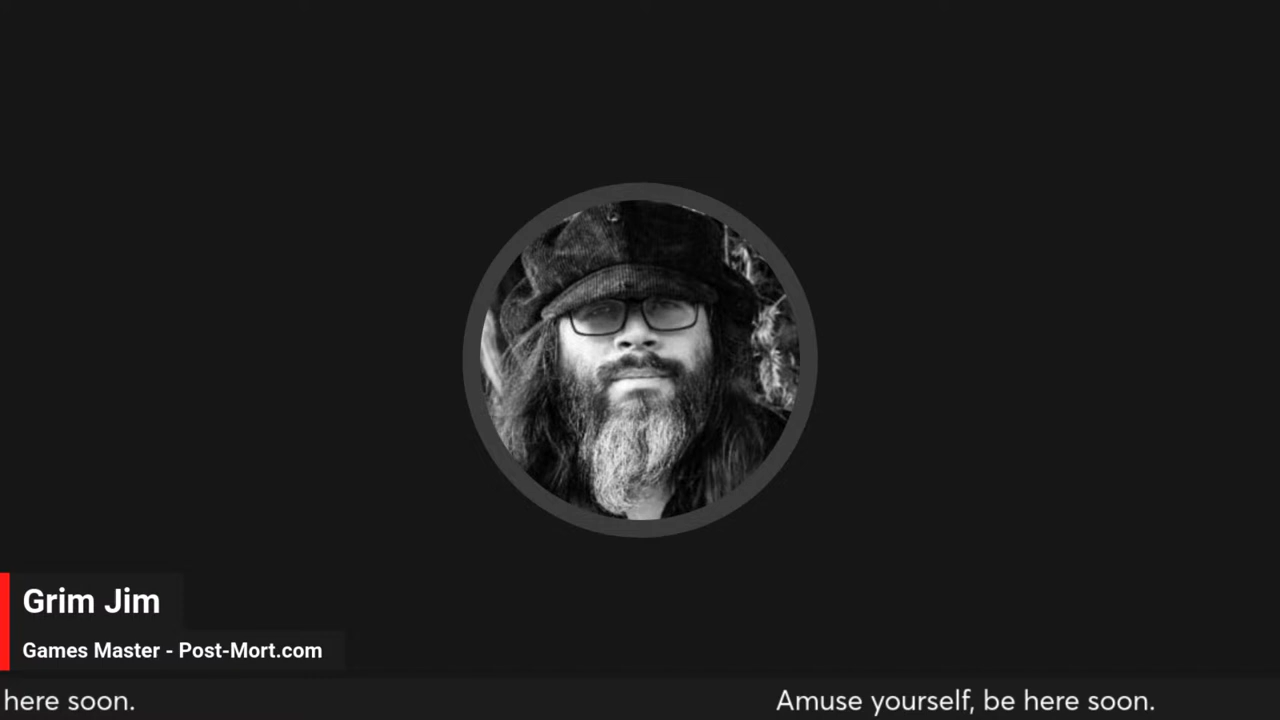 Grim Jim
Games Master - Post-Mort.com
here soon. Amuse yourself, be here soon.